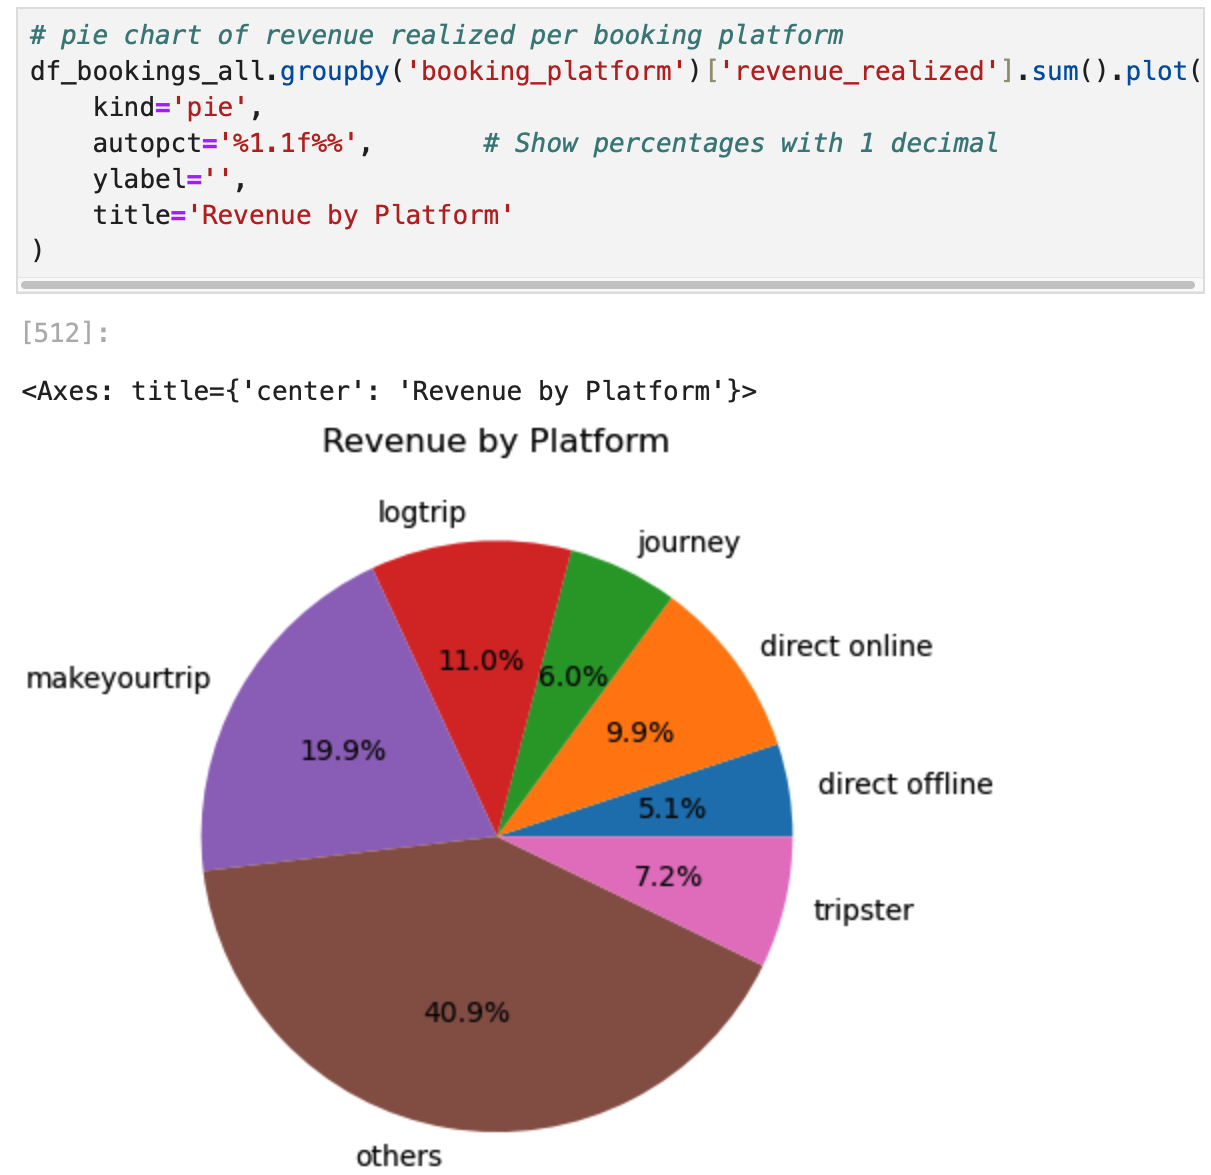 # pie chart of revenue realized per booking platform
df_bookings_all.groupby('booking_platform')['revenue_realized'].sum().plot(
    kind='pie',
    autopct='%1.1f%%',       # Show percentages with 1 decimal
    ylabel='',
    title='Revenue by Platform'
)
[512]:
<Axes: title={'center': 'Revenue by Platform'}>
Revenue by Platform
logtrip
journey
direct online
makeyourtrip
11.0%
6.0%
9.9%
19.9%
direct offline
5.1%
7.2%
tripster
40.9%
others